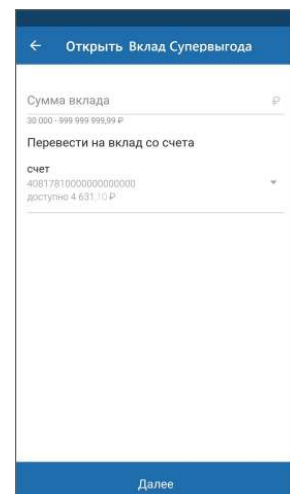 ← Открыть Вклад Супервыгода
Сумма вклада ₽
30 000 - 999 999 999,99 ₽
Перевести на вклад со счета
счет
40817810000000000000
доступно 4 631,10 ₽
Далее